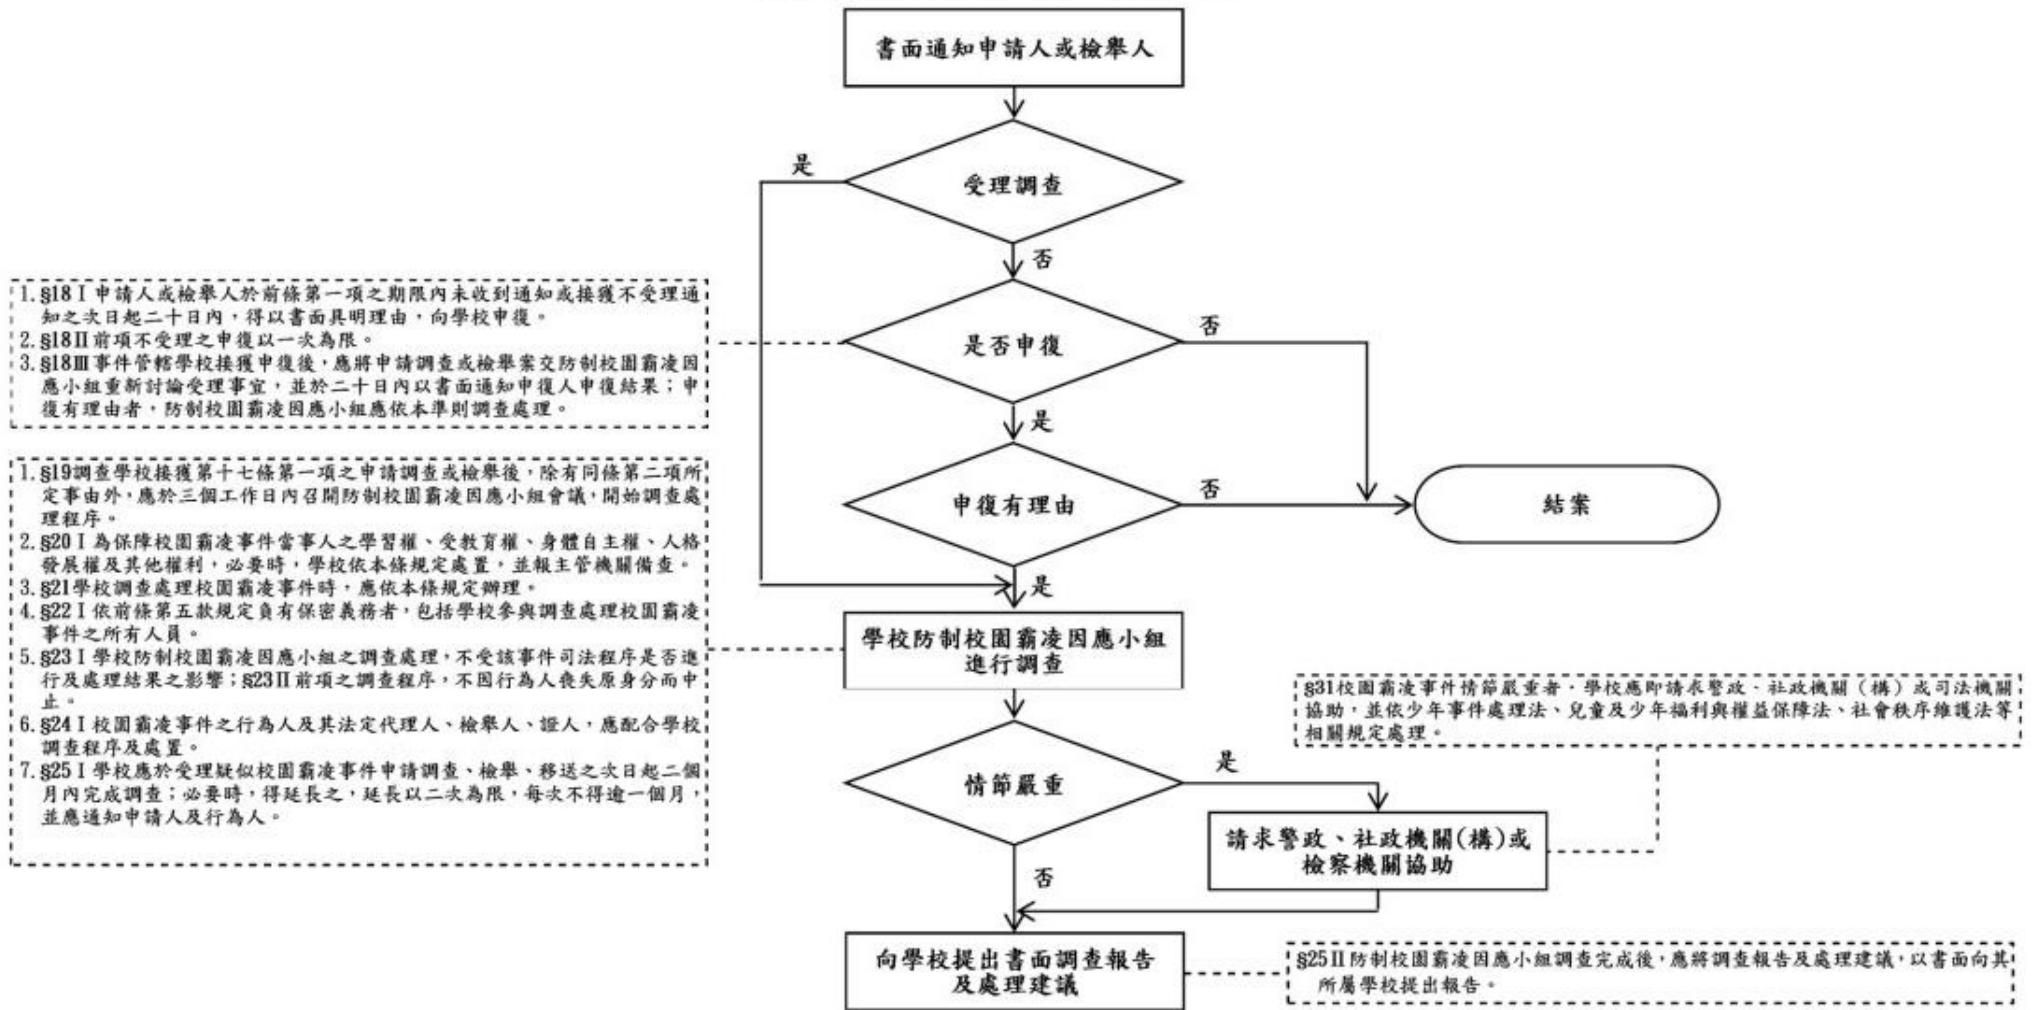 書面通知申請人或檢舉人
受理調查
是
否
1. §18Ⅰ申請人或檢舉人於前條第一項之期限內未收到通知或接獲不受理通
知之次日起二十日內，得以書面具明理由，向學校申復。
2. §18Ⅱ前項不受理之申復以一次為限。
3. §18Ⅲ事件管轄學校接獲申復後，應將申請調查或檢舉案交防制校園霸凌因
應小組重新討論受理事宜，並於二十日內以書面通知申復人申復結果；申
復有理由者，防制校園霸凌因應小組應依本準則調查處理。
是否申復
否
是
申復有理由
否
是
結案
1. §19調查學校接獲第十七條第一項之申請調查或檢舉後，除有同條第二項所
定事由外，應於三個工作日內召開防制校園霸凌因應小組會議，開始調查處
理程序。
2. §20Ⅰ為保障校園霸凌事件當事人之學習權、受教育權、身體自主權、人格
發展權及其他權利，必要時，學校依本條規定處置，並報主管機關備查。
3. §21學校調查處理校園霸凌事件時，應依本條規定辦理。
4. §22Ⅰ依前條第五款規定負有保密義務者，包括學校參與調查處理校園霸凌
事件之所有人員。
5. §23Ⅰ學校防制校園霸凌因應小組之調查處理，不受該事件司法程序是否進
行及處理結果之影響；§23Ⅱ前項之調查程序，不因行為人喪失原身分而中
止。
6. §24Ⅰ校園霸凌事件之行為人及其法定代理人、檢舉人、證人，應配合學校
調查程序及處置。
7. §25Ⅰ學校應於受理疑似校園霸凌事件申請調查、檢舉、移送之次日起二個
月內完成調查；必要時，得延長之，延長以二次為限，每次不得逾一個月，
並應通知申請人及行為人。
學校防制校園霸凌因應小組
進行調查
§31校園霸凌事件情節嚴重者，學校應即請求警政、社政機關（構）或司法機關
協助，並依少年事件處理法、兒童及少年福利與權益保障法、社會秩序維護法等
相關規定處理。
情節嚴重
是
否
請求警政、社政機關(構)或
檢察機關協助
向學校提出書面調查報告
及處理建議
§25Ⅱ防制校園霸凌因應小組調查完成後，應將調查報告及處理建議，以書面向其
所屬學校提出報告。